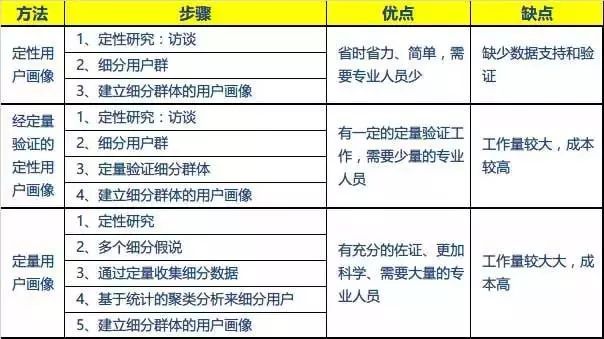 方法 步骤 优点 缺点
定性用
户画像
1、定性研究：访谈
2、细分用户群
3、建立细分群体的用户画像
省时省力、简单，需
要专业人员少
缺少数据支持和验
证
经定量
验证的
定性用
户画像
1、定性研究：访谈
2、细分用户群
3、定量验证细分群体
4、建立细分群体的用户画像
有一定的定量验证工
作，需要少量的专业
人员
工作量较大，成本
较高
定量用
户画像
1、定性研究
2、多个细分假说
3、通过定量收集细分数据
4、基于统计的聚类分析来细分用户
5、建立细分群体的用户画像
有充分的佐证、更加
科学、需要大量的专
业人员
工作量较大大，成
本高